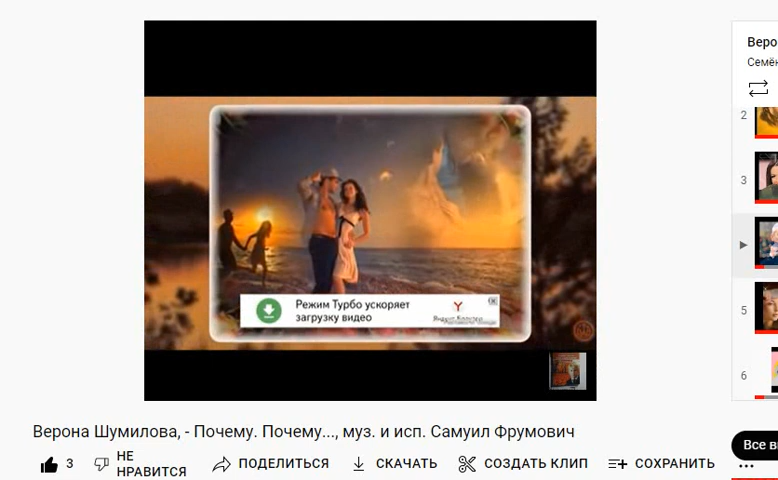 Веро
Семён
2
3
5
6
Режим Турбо ускоряет
загрузку видео
Y
Верона Шумилова, - Почему. Почему..., муз. и исп. Самуил Фрумович
3
НЕ
НРАВИТСЯ
ПОДЕЛИТЬСЯ
СКАЧАТЬ
СОЗДАТЬ КЛИП
СОХРАНИТЬ
Все в